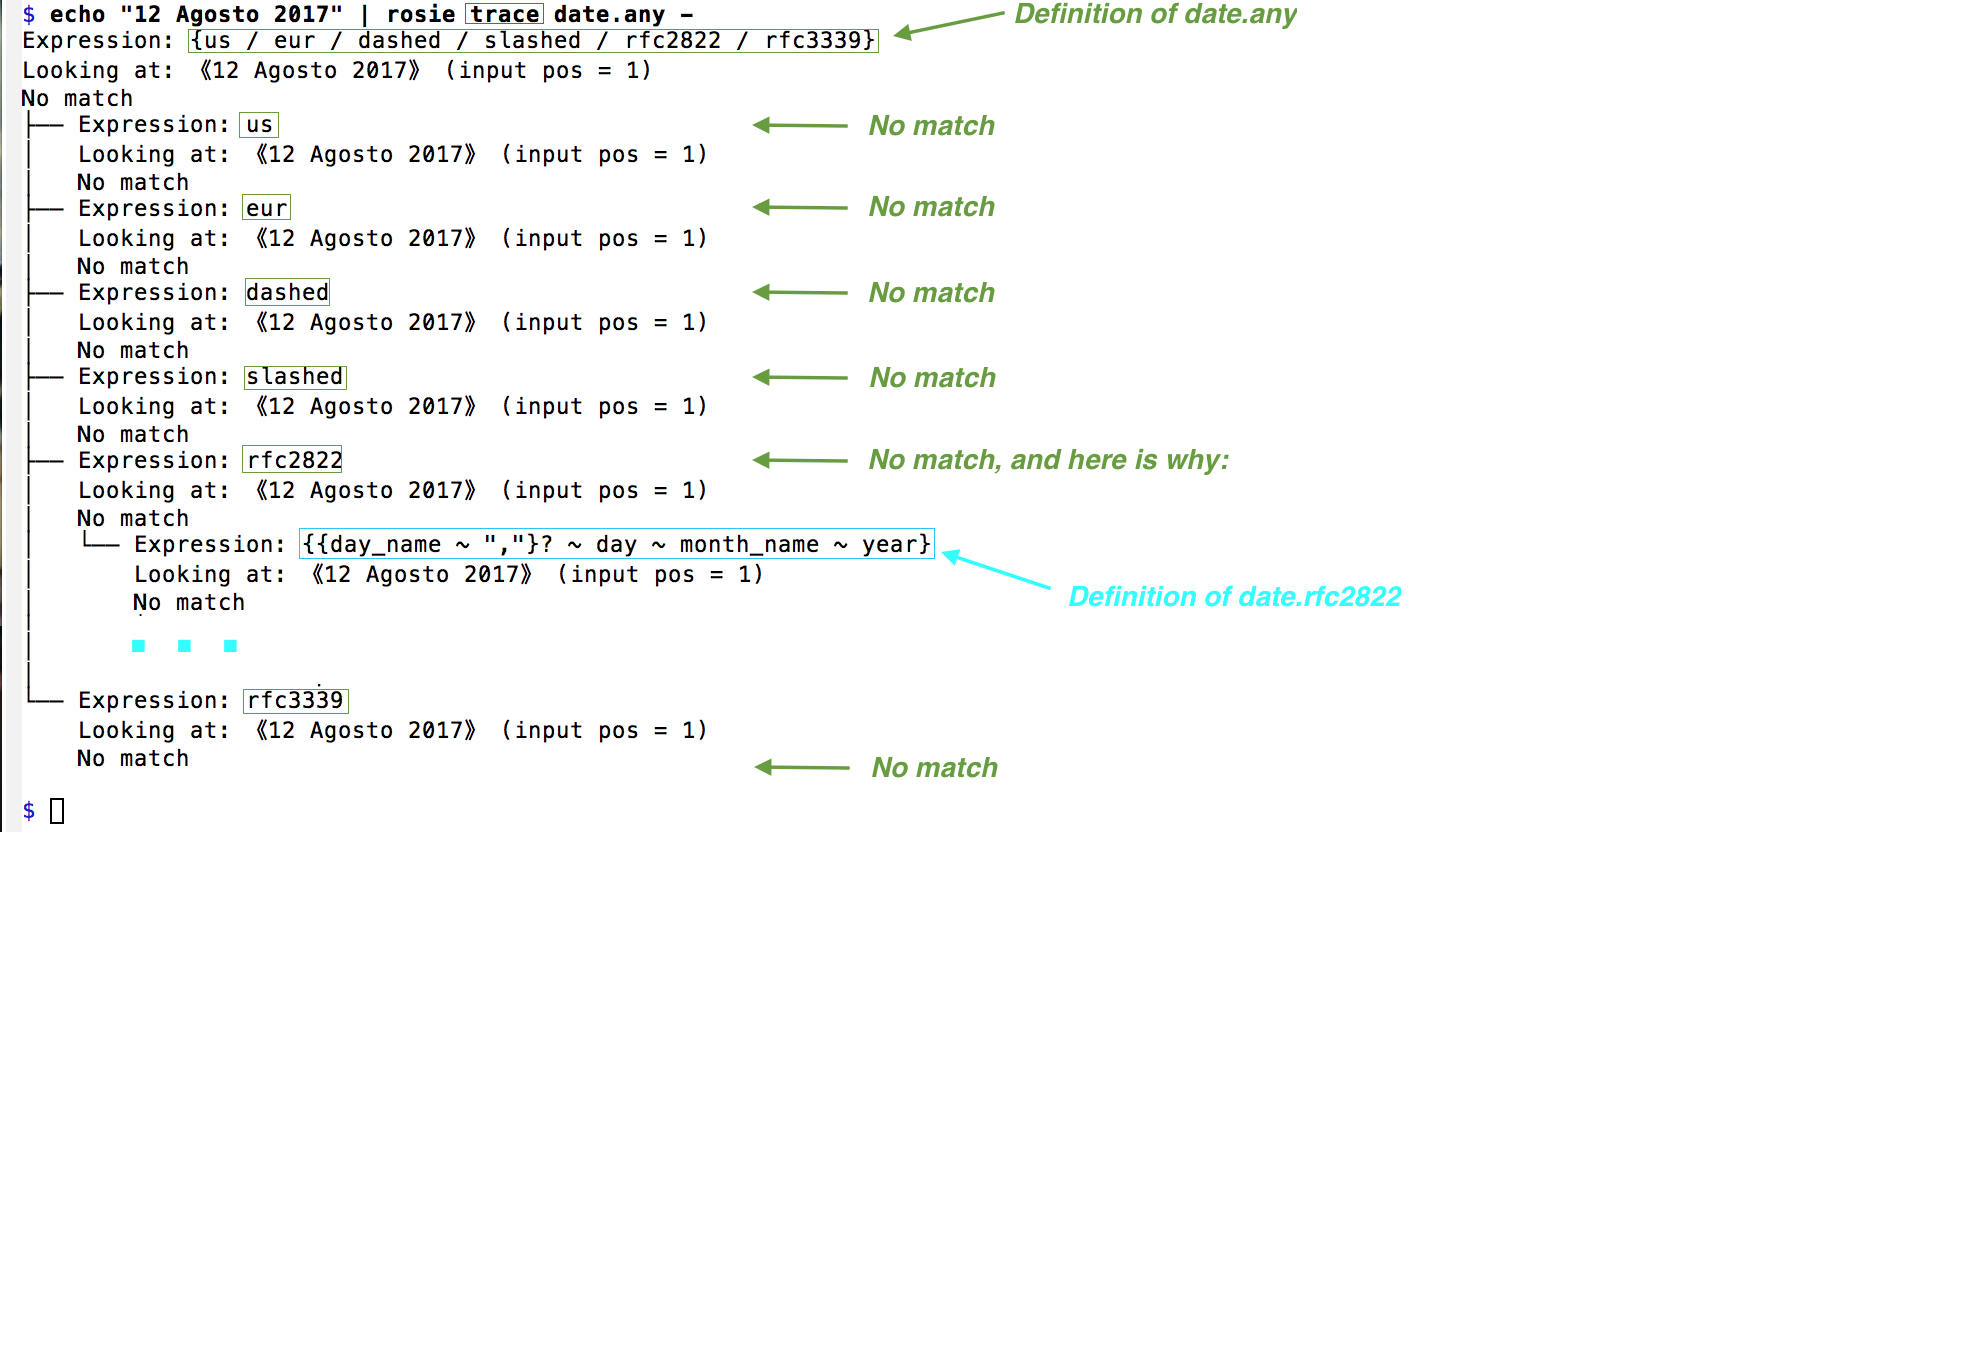 $ echo "12 Agosto 2017" | rosie trace date.any –
Definition of date.any
Expression: {us / eur / dashed / slashed / rfc2822 / rfc3339}
Looking at: 《12 Agosto 2017》 (input pos = 1)
No match
├── Expression: us
No match
│   Looking at: 《12 Agosto 2017》 (input pos = 1)
│   No match
├── Expression: eur
No match
│   Looking at: 《12 Agosto 2017》 (input pos = 1)
│   No match
├── Expression: dashed
No match
│   Looking at: 《12 Agosto 2017》 (input pos = 1)
│   No match
├── Expression: slashed
No match
│   Looking at: 《12 Agosto 2017》 (input pos = 1)
│   No match
├── Expression: rfc2822
No match, and here is why:
│   Looking at: 《12 Agosto 2017》 (input pos = 1)
│   No match
│   └── Expression: {{day_name ~ ","}? ~ day ~ month_name ~ year}
│       Looking at: 《12 Agosto 2017》 (input pos = 1)
Definition of date.rfc2822
│       No match
└── Expression: rfc3339
    Looking at: 《12 Agosto 2017》 (input pos = 1)
    No match
No match
$